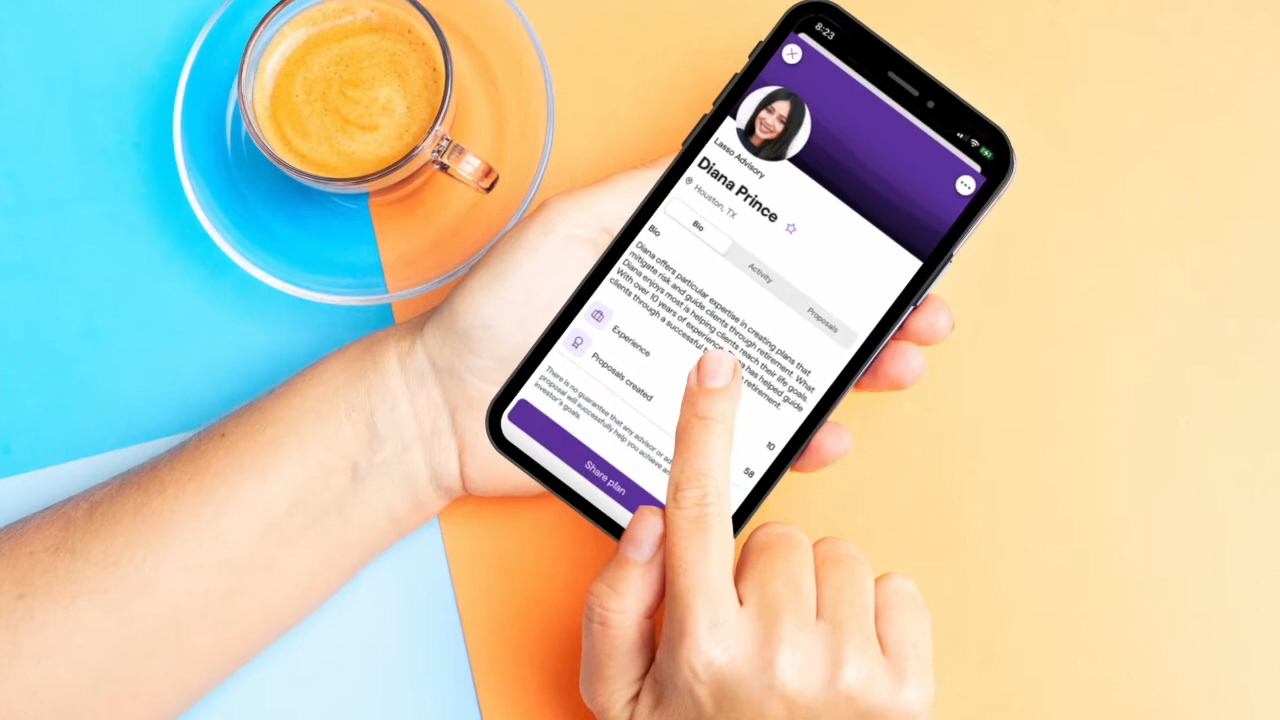 8:23
Lasso Advisory
Diana Prince
Houston, TX
Bio
Activity
Proposals
Bio
Diana offers particular expertise in creating plans that
mitigate risk and guide clients through retirement. What
Diana enjoys most is helping clients reach their life goals.
With over 10 years of experience, has helped guide
clients through a successful retirement.
Experience
10
Proposals created
58
There is no guarantee that any advisor or
proposal will successfully help you achieve
investor's goals.
Share plan